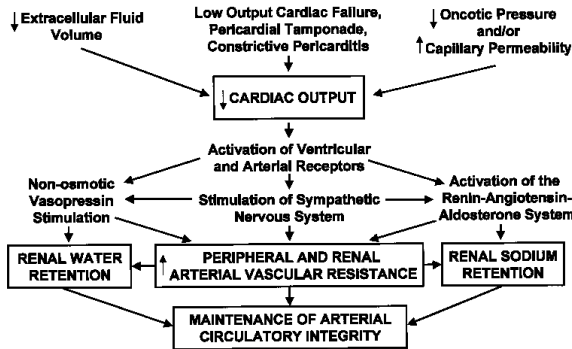 ↓ Extracellular Fluid
Volume
Low Output Cardiac Failure,
Pericardial Tamponade,
Constrictive Pericarditis
↓ Oncotic Pressure
and/or
↑ Capillary Permeability
↓ CARDIAC OUTPUT
Activation of Ventricular
and Arterial Receptors
Non-osmotic
Vasopressin
Stimulation
Stimulation of Sympathetic
Nervous System
Activation of the
Renin-Angiotensin-
Aldosterone System
RENAL WATER
RETENTION
↑ PERIPHERAL AND RENAL
ARTERIAL VASCULAR RESISTANCE
RENAL SODIUM
RETENTION
MAINTENANCE OF ARTERIAL
CIRCULATORY INTEGRITY